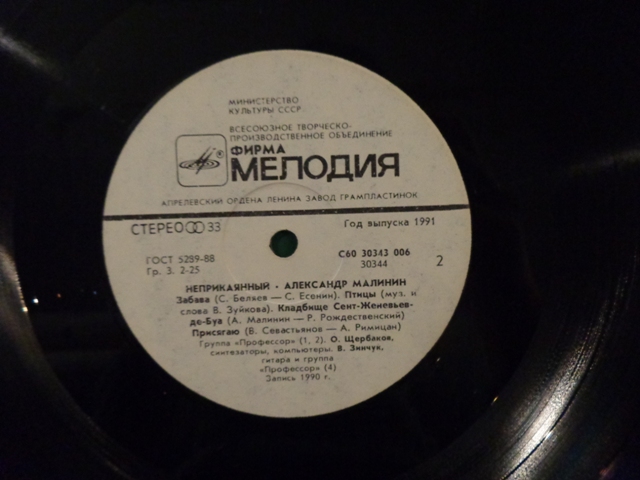 МИНИСТЕРСТВО
КУЛЬТУРЫ СССР
ВСЕСОЮЗНОЕ ТВОРЧЕСКО-
ПРОИЗВОДСТВЕННОЕ ОБЪЕДИНЕНИЕ
ФИРМА
МЕЛОДИЯ
АПРЕЛЕВСКИЙ ОРДЕНА ЛЕНИНА ЗАВОД ГРАМПЛАСТИНОК
СТЕРЕО 33
Год выпуска 1991
ГОСТ 5289-88
Гр. 3. 2-25
С60 30343 006
30344
2
НЕПРИКАЯННЫЙ · АЛЕКСАНДР МАЛИНИН
Забава (С. Беляев — С. Есенин). Птицы (муз. и
слова В. Зуйкова). Кладбище Сент-Женевьев-
де-Буа (А. Малинин — Р. Рождественский)
Присягаю (В. Севастьянов — А. Римицан)
Группа «Профессор» (1, 2). О. Щербаков,
синтезаторы, компьютеры. В. Зинчук,
гитара и группа
«Профессор» (4)
Запись 1990 г.